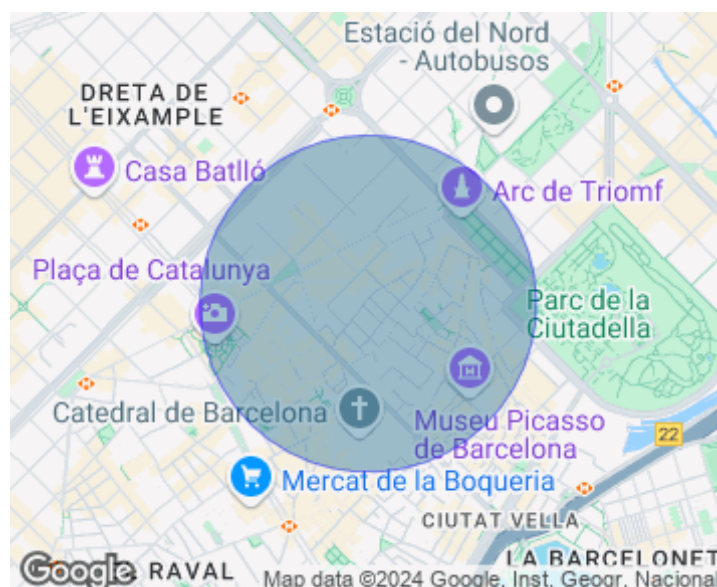 Estació del Nord
- Autobusos
DRETA DE
L'EIXAMPLE
Casa Batlló
Arc de Triomf
Plaça de Catalunya
Parc de la
Ciutadella
Catedral de Barcelona
Museu Picasso
de Barcelona
22
Mercat de la Boqueria
CIUTAT VELLA
LA BARCELONET
Google
RAVAL
Map data ©2024 Google, Inst. Geogr. Nacional